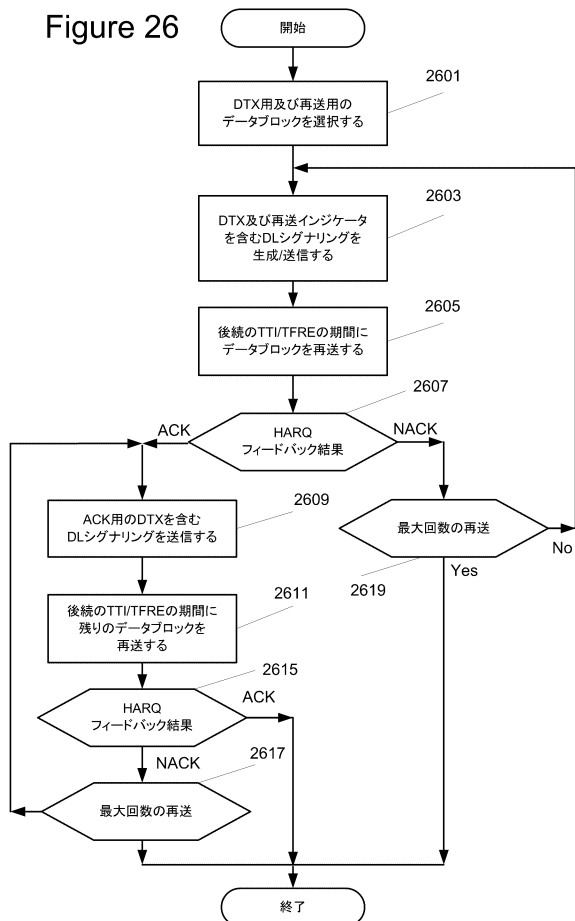 Figure 26
開始
2601
DTX用及び再送用の
データブロックを選択する
2603
DTX及び再送インジケータ
を含むDLシグナリングを
生成/送信する
2605
後続のTTI/TFREの期間に
データブロックを再送する
2607
ACK
HARQ
フィードバック結果
NACK
2609
ACK用のDTXを含む
DLシグナリングを送信する
最大回数の再送
No
2619
Yes
2611
後続のTTI/TFREの期間に
残りのデータブロックを
再送する
2615
HARQ
フィードバック結果
ACK
NACK
2617
最大回数の再送
終了